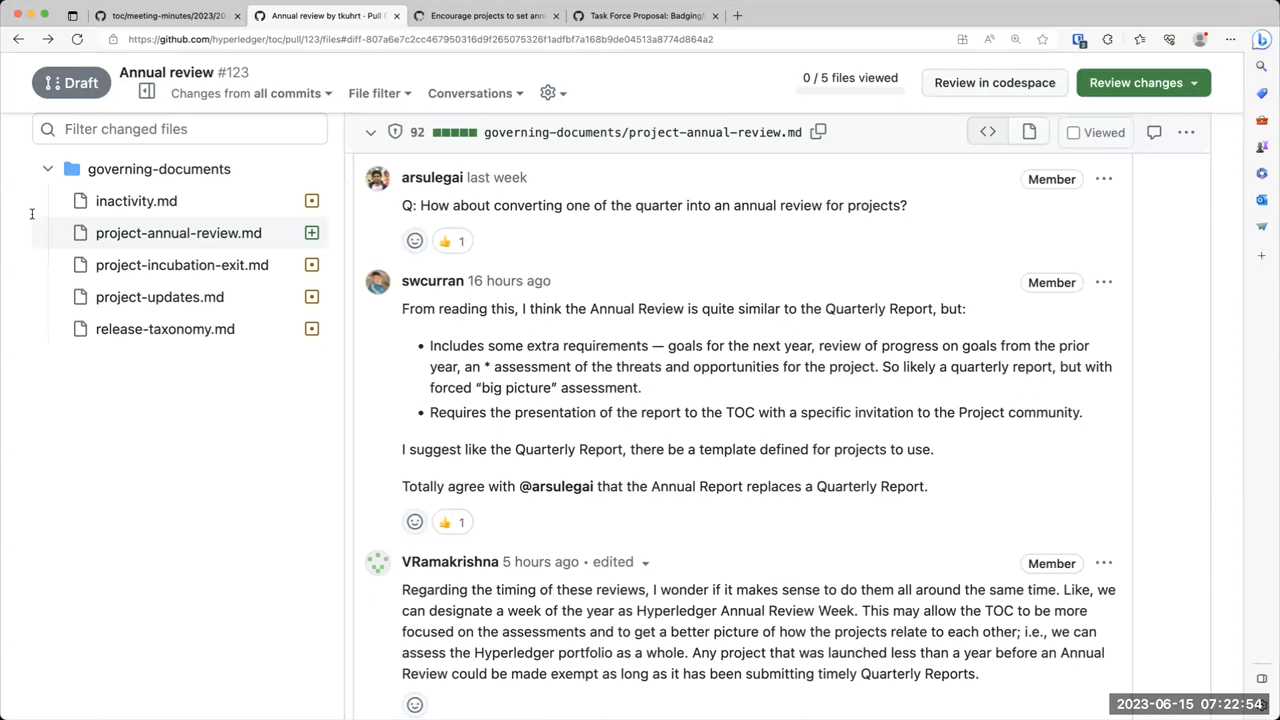 toc/meeting-minutes/2023/20
Annual review by tkuhrt · Pull
Encourage projects to set ann
Task Force Proposal: Badging/
https://github.com/hyperledger/toc/pull/123/files#diff-807a6e7c2cc467950316d9f265075326f1adfbf7a168b9de04513a8774d864a2
Draft
Annual review #123
Changes from all commits
File filter
Conversations
0 / 5 files viewed
Review in codespace
Review changes
Filter changed files
governing-documents
inactivity.md
project-annual-review.md
project-incubation-exit.md
project-updates.md
release-taxonomy.md
92 governing-documents/project-annual-review.md
Viewed
arsulegai last week
Member
Q: How about converting one of the quarter into an annual review for projects?
👍 1
swcurran 16 hours ago
Member
From reading this, I think the Annual Review is quite similar to the Quarterly Report, but:
• Includes some extra requirements — goals for the next year, review of progress on goals from the prior
year, an * assessment of the threats and opportunities for the project. So likely a quarterly report, but with
forced “big picture” assessment.
• Requires the presentation of the report to the TOC with a specific invitation to the Project community.
I suggest like the Quarterly Report, there be a template defined for projects to use.
Totally agree with @arsulegai that the Annual Report replaces a Quarterly Report.
👍 1
VRamakrishna 5 hours ago • edited
Member
Regarding the timing of these reviews, I wonder if it makes sense to do them all around the same time. Like, we
can designate a week of the year as Hyperledger Annual Review Week. This may allow the TOC to be more
focused on the assessments and to get a better picture of how the projects relate to each other; i.e., we can
assess the Hyperledger portfolio as a whole. Any project that was launched less than a year before an Annual
Review could be made exempt as long as it has been submitting timely Quarterly Reports.
2023-06-15 07:22:54